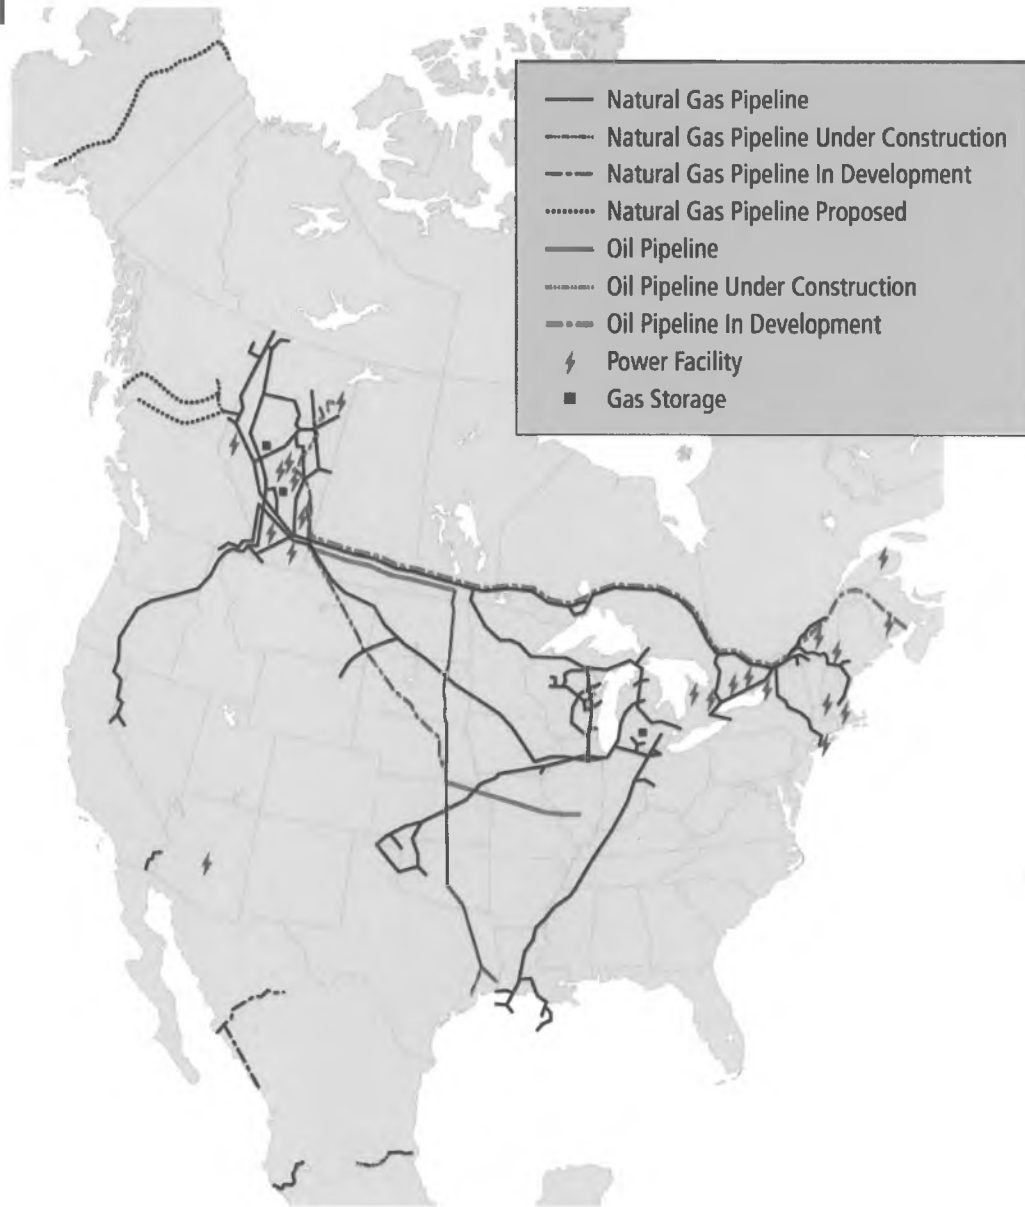 Natural Gas Pipeline
Natural Gas Pipeline Under Construction
Natural Gas Pipeline In Development
Natural Gas Pipeline Proposed
Oil Pipeline
Oil Pipeline Under Construction
Oil Pipeline In Development
Power Facility
Gas Storage